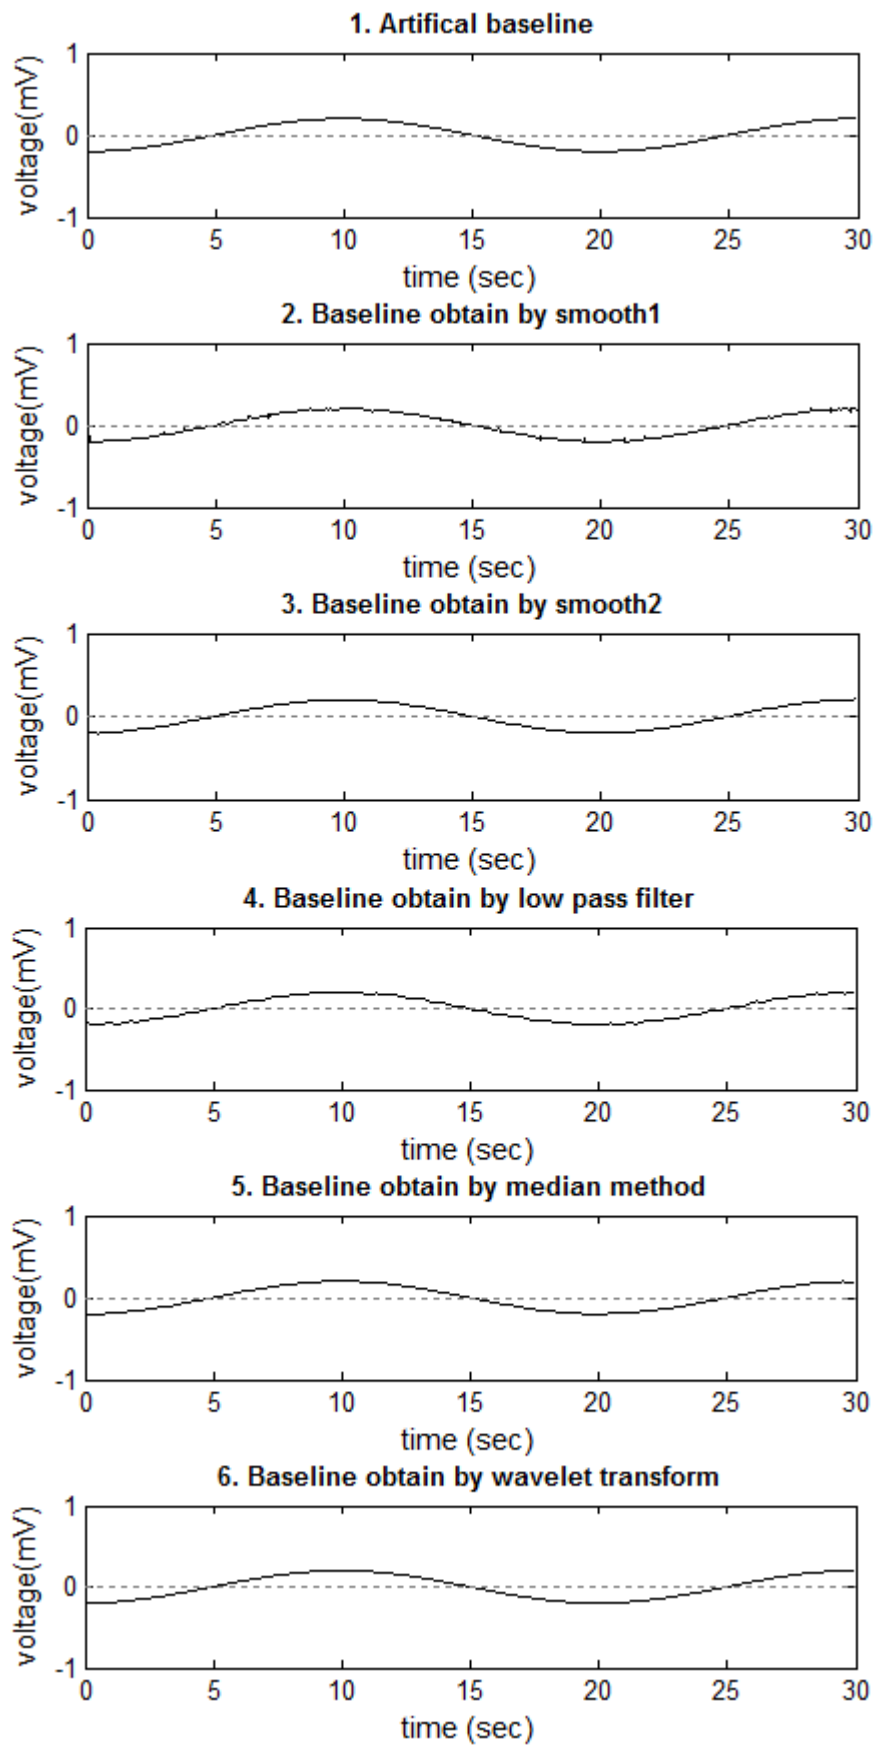 1. Artifical baseline
1
0
-1
voltage(mV)
0 5 10 15 20 25 30
time (sec)
2. Baseline obtain by smooth1
1
0
-1
voltage(mV)
0 5 10 15 20 25 30
time (sec)
3. Baseline obtain by smooth2
1
0
-1
voltage(mV)
0 5 10 15 20 25 30
time (sec)
4. Baseline obtain by low pass filter
1
0
-1
voltage(mV)
0 5 10 15 20 25 30
time (sec)
5. Baseline obtain by median method
1
0
-1
voltage(mV)
0 5 10 15 20 25 30
time (sec)
6. Baseline obtain by wavelet transform
1
0
-1
voltage(mV)
0 5 10 15 20 25 30
time (sec)